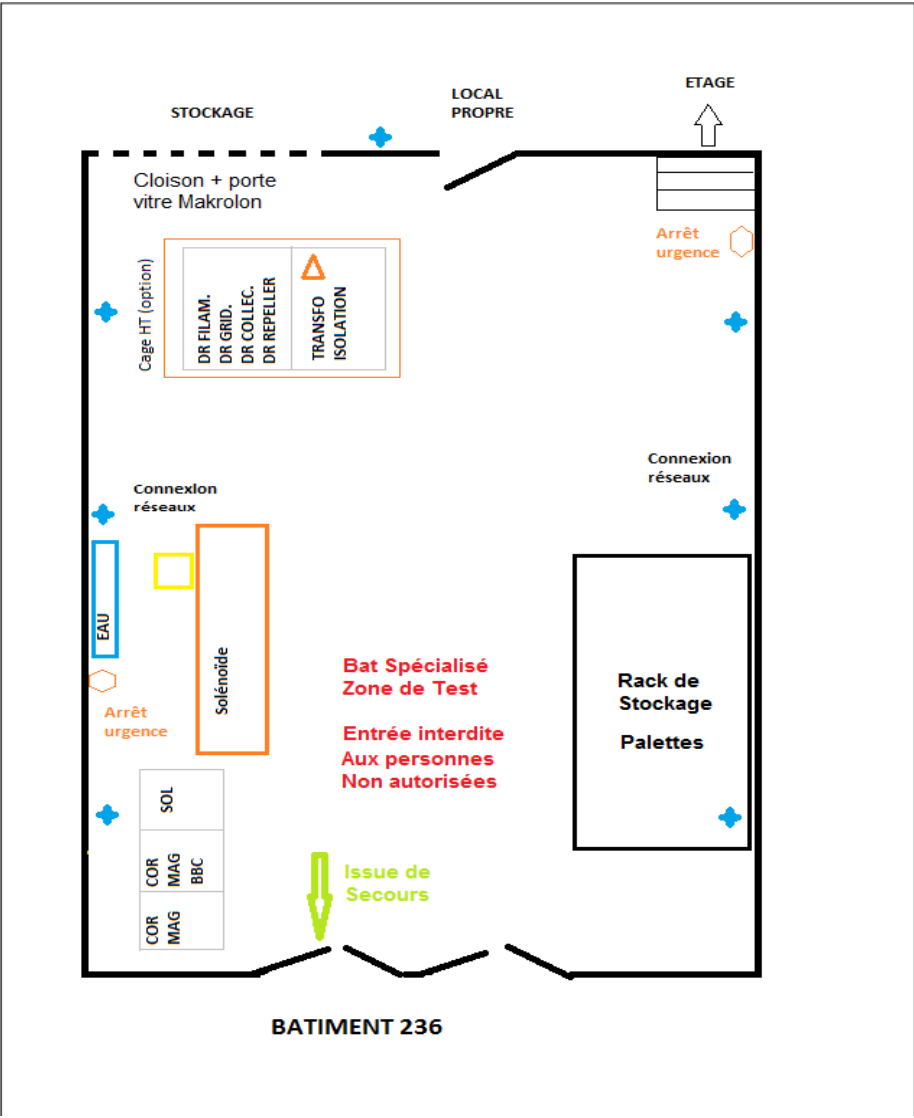 ETAGE
LOCAL
PROPRE
STOCKAGE
Cloison + porte
vitre Makrolon
Arrêt
urgence
Cage HT (option)
DR FILAM.
DR GRID.
DR COLLEC.
DR REPELLER
TRANSFO
ISOLATION
Connexion
réseaux
Connexion
réseaux
EAU
Solénoïde
Bat Spécialisé
Zone de Test
Entrée interdite
Aux personnes
Non autorisées
Rack de
Stockage
Palettes
Arrêt
urgence
SOL
COR
MAG
BBC
COR
MAG
Issue de
Secours
BATIMENT 236